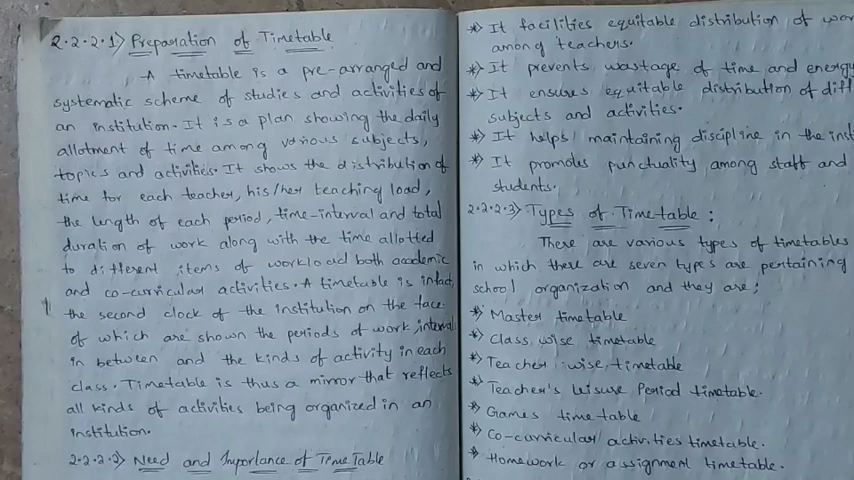 2.2.2.1) Preparation of Timetable
A timetable is a pre-arranged and
systematic scheme of studies and activities of
an institution. It is a plan showing the daily
allotment of time among various subjects,
topics and activities. It shows the distribution of
time for each teacher, his/her teaching load,
the length of each period, time-interval and total
duration of work along with the time allotted
to different items of workload both academic
and co-curricular activities. A timetable is infact,
the second clock of the institution on the face
of which are shown the periods of work, interval
in between and the kinds of activity in each
class. Timetable is thus a mirror that reflects
all kinds of activities being organized in an
institution.
2.2.2.2) Need and Importance of Time Table
* It facilities equitable distribution of wor
among teachers.
* It prevents wastage of time and energy
* It ensures equitable distribution of diff
subjects and activities.
* It helps maintaining discipline in the inst
* It promotes punctuality among staff and
students.
2.2.2.3) Types of Timetable:
There are various types of timetables
in which there are seven types are pertaining
school organization and they are;
* Master timetable
* Class wise timetable
* Teacher wise timetable
* Teacher's leisure Period timetable.
* Games time table
* Co-curricular activities timetable.
* Homework or assignment timetable.